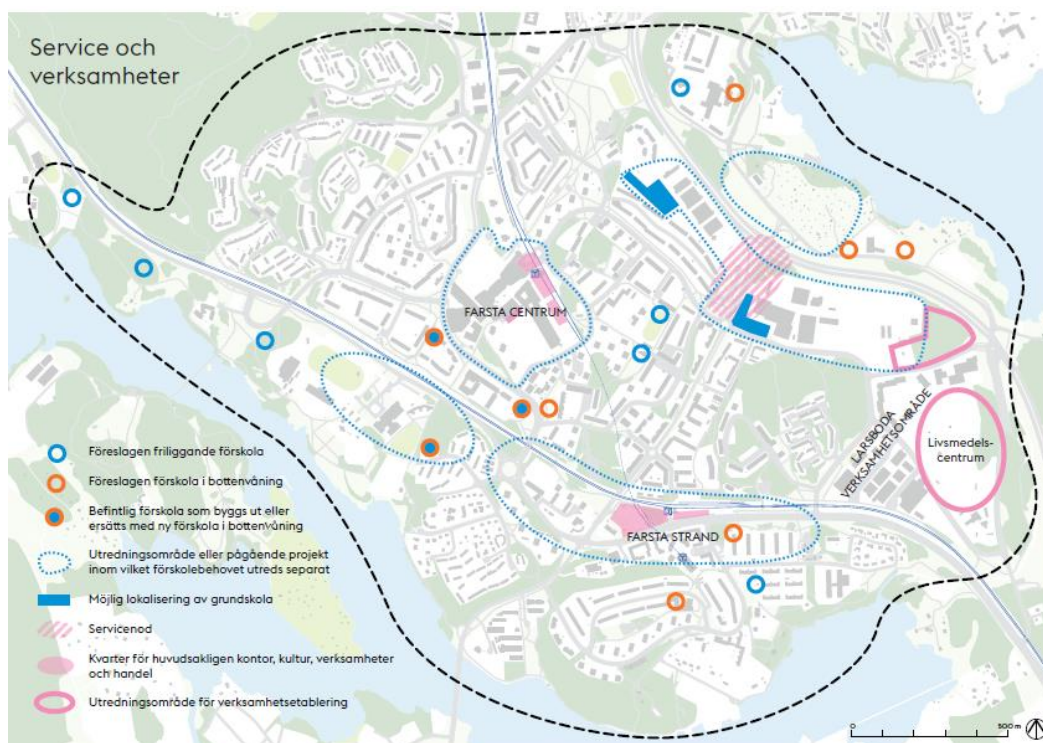 Service och
verksamheter
FARSTA CENTRUM
LARSBODA
VERKSAMHETSOMRÅDE
Livsmedels-
centrum
FARSTA STRAND
Föreslagen friliggande förskola
Föreslagen förskola i bottenvåning
Befintlig förskola som byggs ut eller
ersätts med ny förskola i bottenvåning
Utredningsområde eller pågående projekt
inom vilket förskolebehovet utreds separat
Möjlig lokalisering av grundskola
Servicenod
Kvarter för huvudsakligen kontor, kultur, verksamheter
och handel
Utredningsområde för verksamhetsetablering
0 500 m